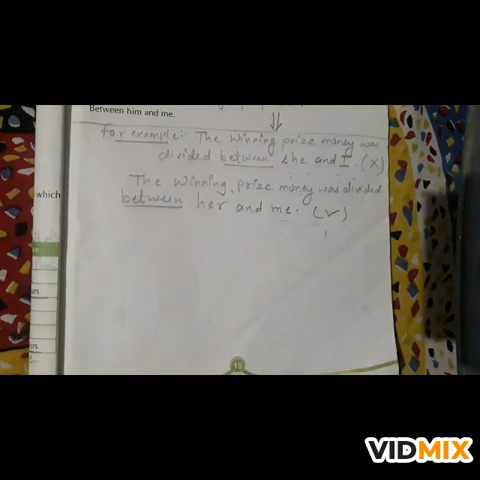 Between him and me.
For example:- The winning prize money was
divided between she and I. (X)
The winning prize money was divided
between her and me. (✓)
which
10
VIDMIX